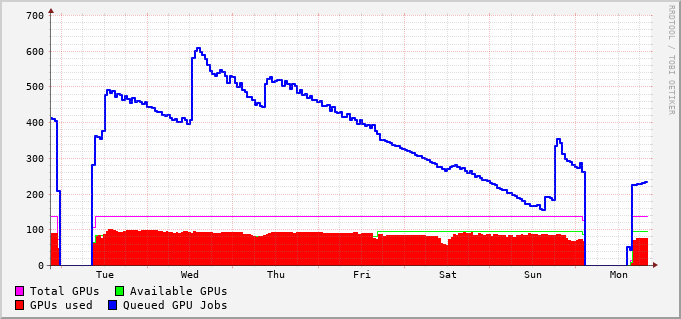 700
600
500
400
300
200
100
0
Tue Wed Thu Fri Sat Sun Mon
Total GPUs Available GPUs
GPUs used Queued GPU Jobs
RRDTOOL / TOBI OETIKER